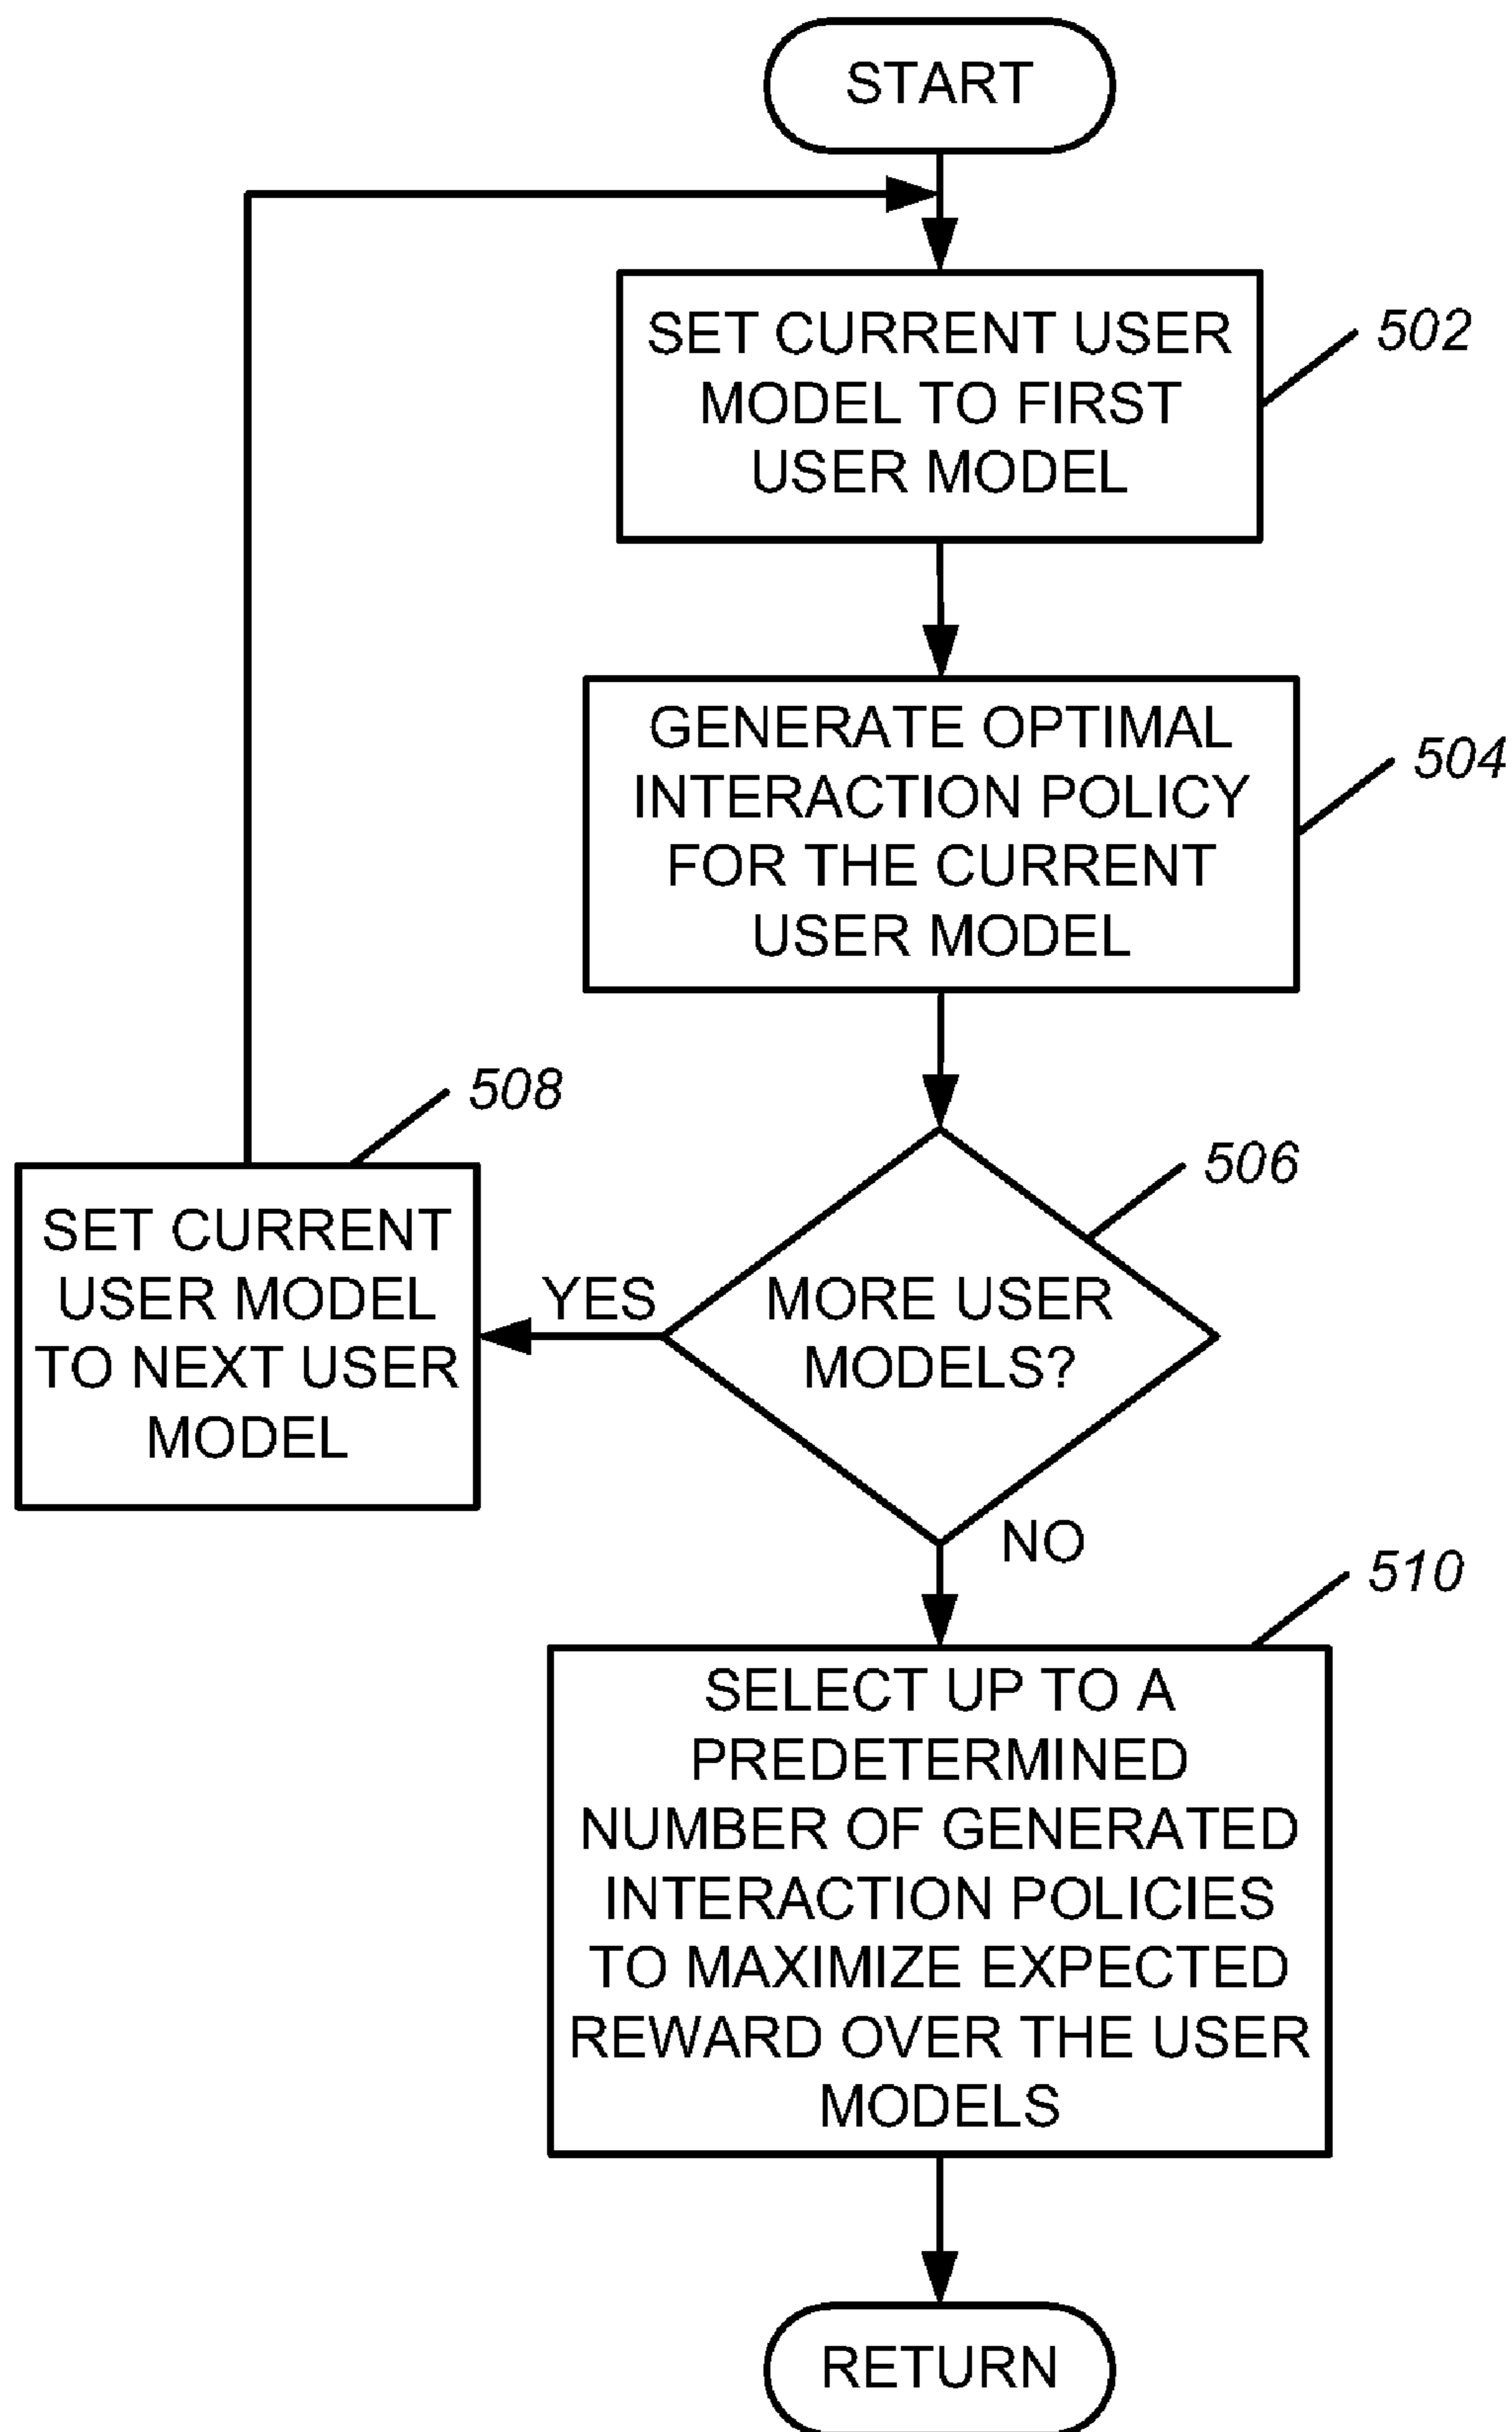 START
SET CURRENT USER
MODEL TO FIRST
USER MODEL
502
GENERATE OPTIMAL
INTERACTION POLICY
FOR THE CURRENT
USER MODEL
504
508
SET CURRENT
USER MODEL
TO NEXT USER
MODEL
YES
506
MORE USER
MODELS?
NO
510
SELECT UP TO A
PREDETERMINED
NUMBER OF GENERATED
INTERACTION POLICIES
TO MAXIMIZE EXPECTED
REWARD OVER THE USER
MODELS
RETURN